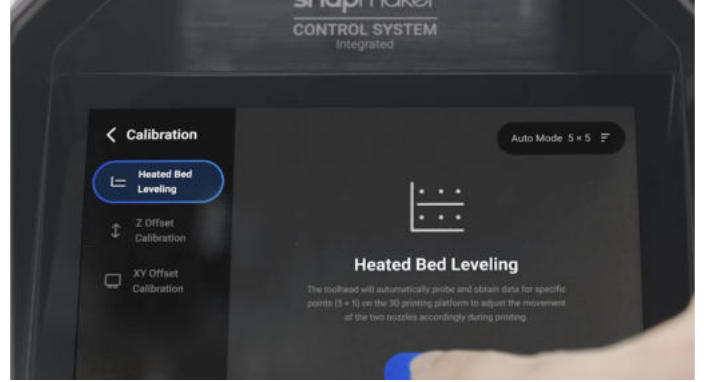 snapmaker
CONTROL SYSTEM
Integrated
Calibration
Auto Mode 5 × 5
Heated Bed
Leveling
Z Offset
Calibration
XY Offset
Calibration
Heated Bed Leveling
The toolhead will automatically probe and obtain data for specific
points (5 × 5) on the 3D printing platform to adjust the movement
of the two nozzles accordingly during printing.